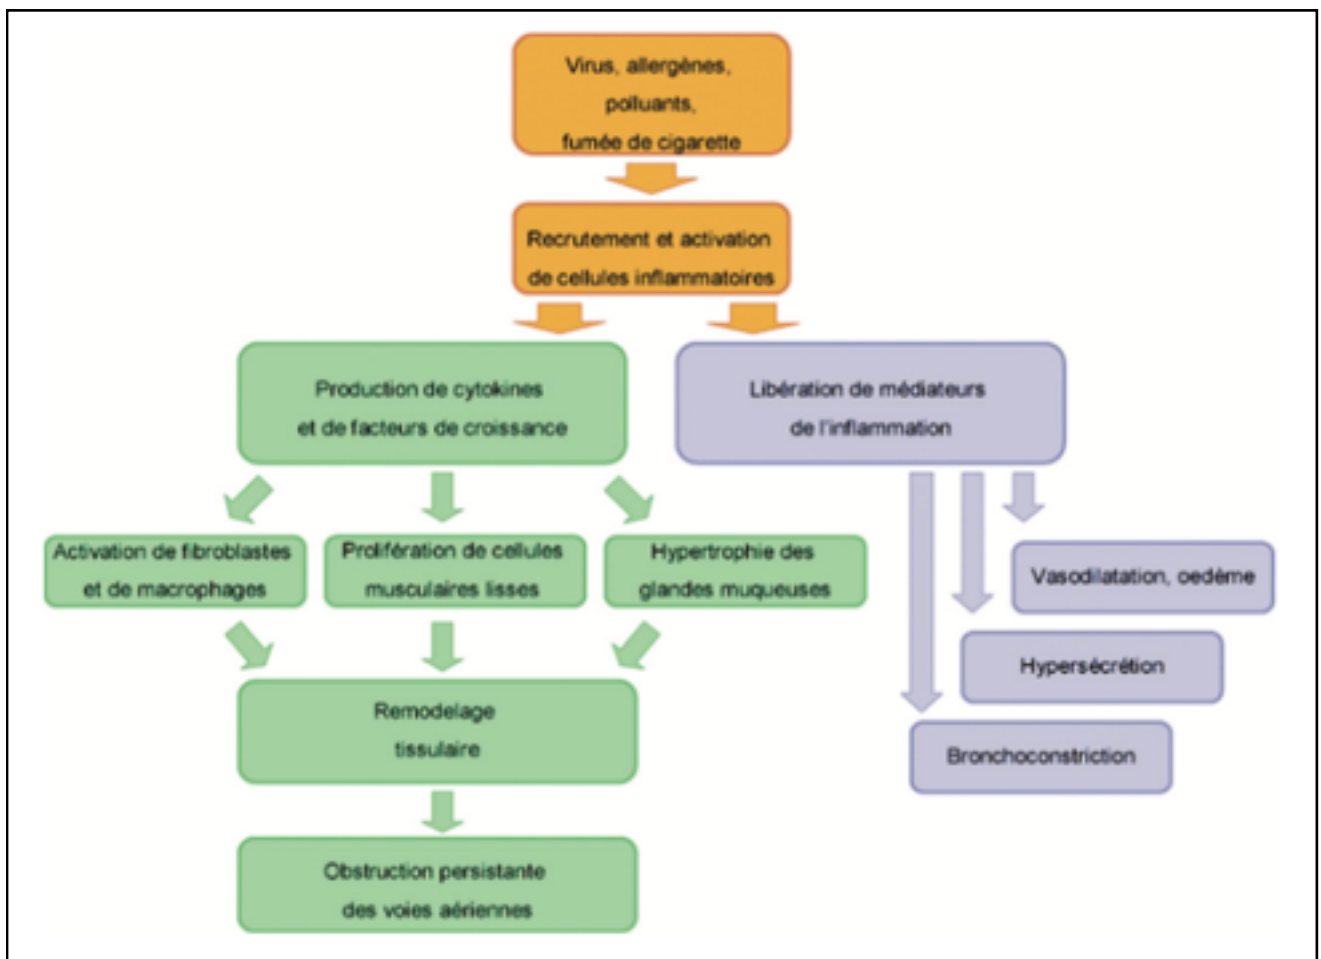 Virus, allergènes,
polluants,
fumée de cigarette
Recrutement et activation
de cellules inflammatoires
Production de cytokines
et de facteurs de croissance
Libération de médiateurs
de l'inflammation
Activation de fibroblastes
et de macrophages
Prolifération de cellules
musculaires lisses
Hypertrophie des
glandes muqueuses
Vasodilatation, oedème
Hypersécrétion
Bronchoconstriction
Remodelage
tissulaire
Obstruction persistante
des voies aériennes